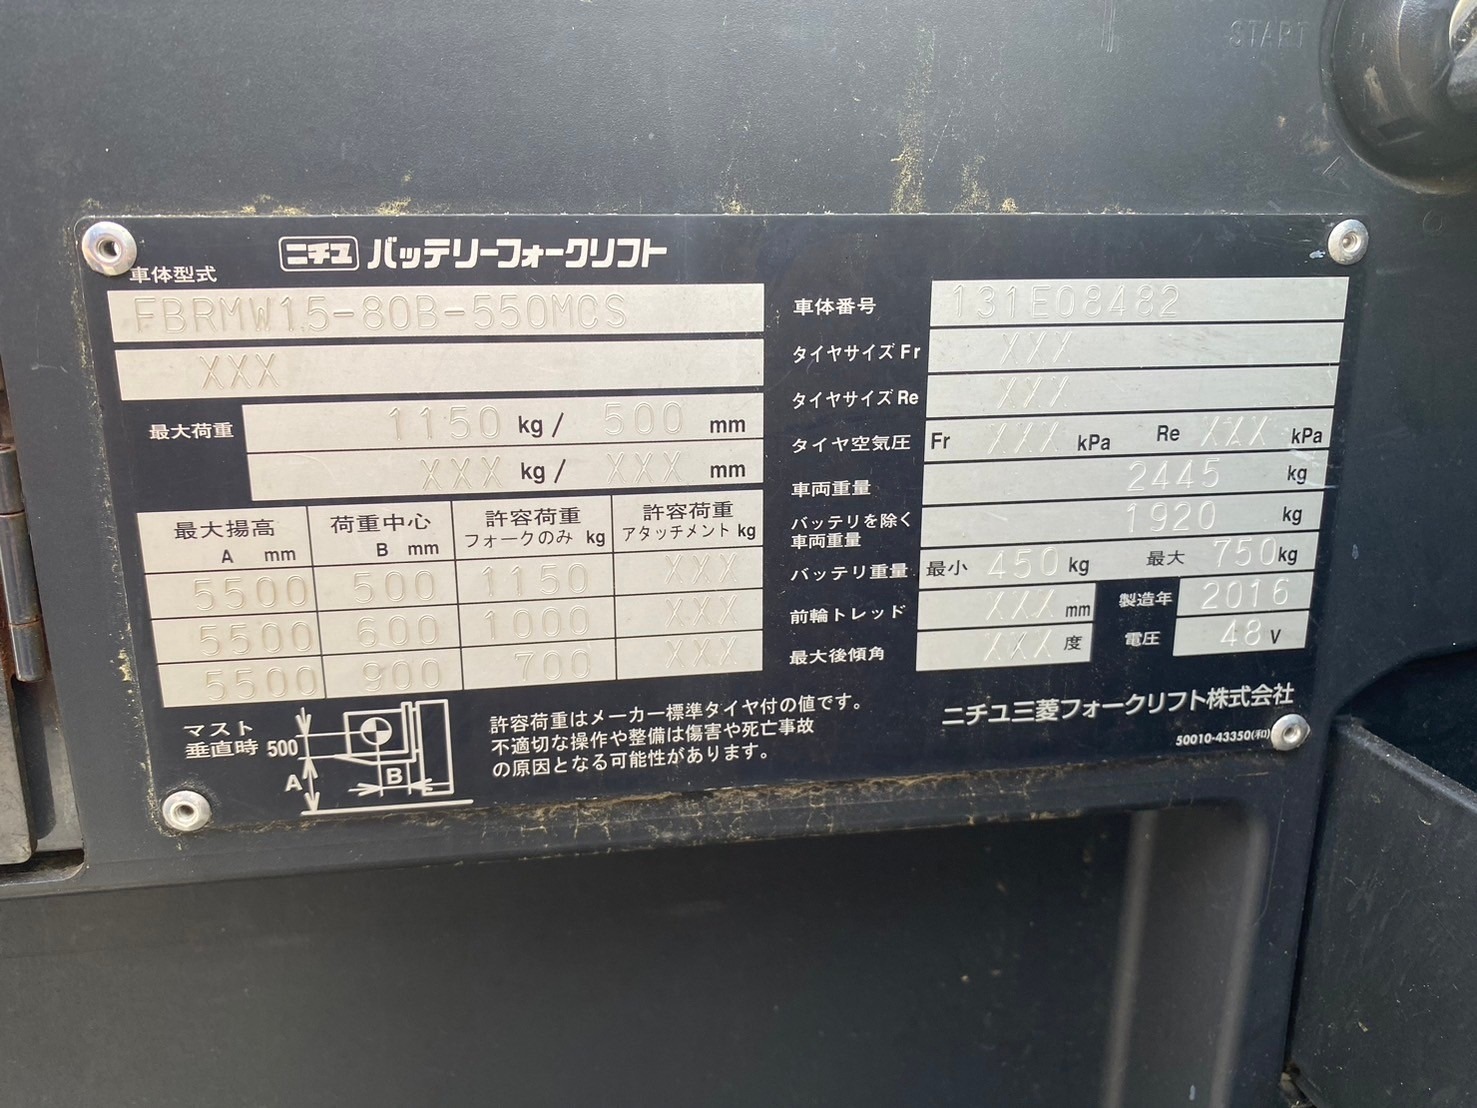 START
ニチユ バッテリーフォークリフト
車体型式
FBRMW15-80B-550MCS
XXX
最大荷重 1150 kg/ 500 mm
XXX kg/ XXX mm
最大揚高 A mm 荷重中心 B mm 許容荷重 フォークのみ kg 許容荷重 アタッチメント kg
5500 500 1150 XXX
5500 600 1000 XXX
5500 900 700 XXX
マスト
垂直時 500
A
B
許容荷重はメーカー標準タイヤ付の値です。
不適切な操作や整備は傷害や死亡事故
の原因となる可能性があります。
車体番号 131E08482
タイヤサイズ Fr XXX
タイヤサイズ Re XXX
タイヤ空気圧 Fr XXX kPa Re XXX kPa
車両重量 2445 kg
バッテリを除く
車両重量 1920 kg
バッテリ重量 最小 450 kg 最大 750 kg
前輪トレッド XXX mm 製造年 2016
最大後傾角 XXX 度 電圧 48 V
ニチユ三菱フォークリフト株式会社
50010-43350(和)